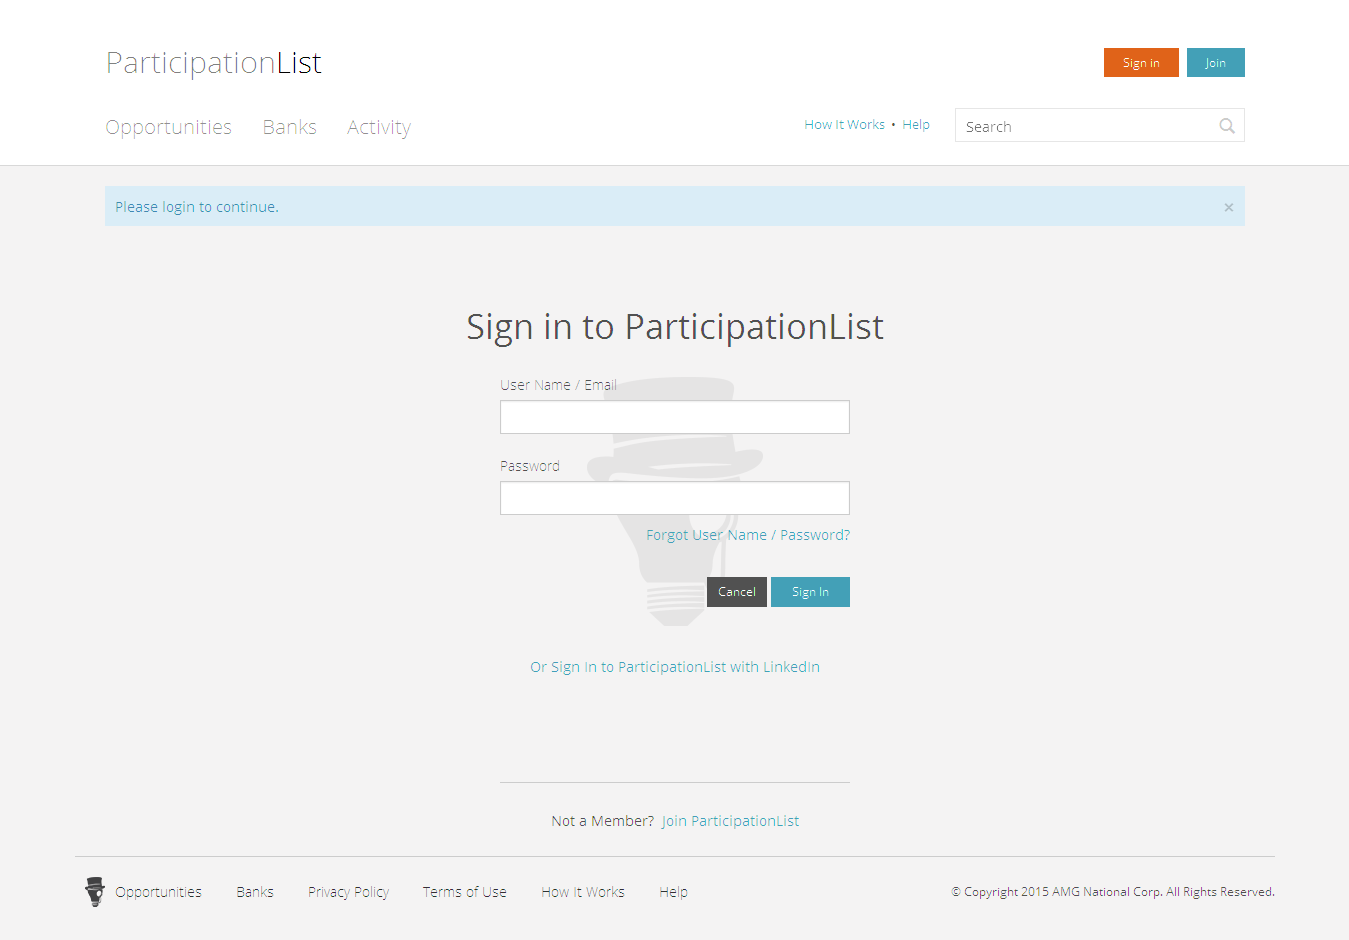 ParticipationList
Sign in
Join
Opportunities Banks Activity
How It Works • Help
Search
Please login to continue.
×
Sign in to ParticipationList
User Name / Email
Password
Forgot User Name / Password?
Cancel
Sign In
Or Sign In to ParticipationList with LinkedIn
Not a Member? Join ParticipationList
Opportunities Banks Privacy Policy Terms of Use How It Works Help
© Copyright 2015 AMG National Corp. All Rights Reserved.